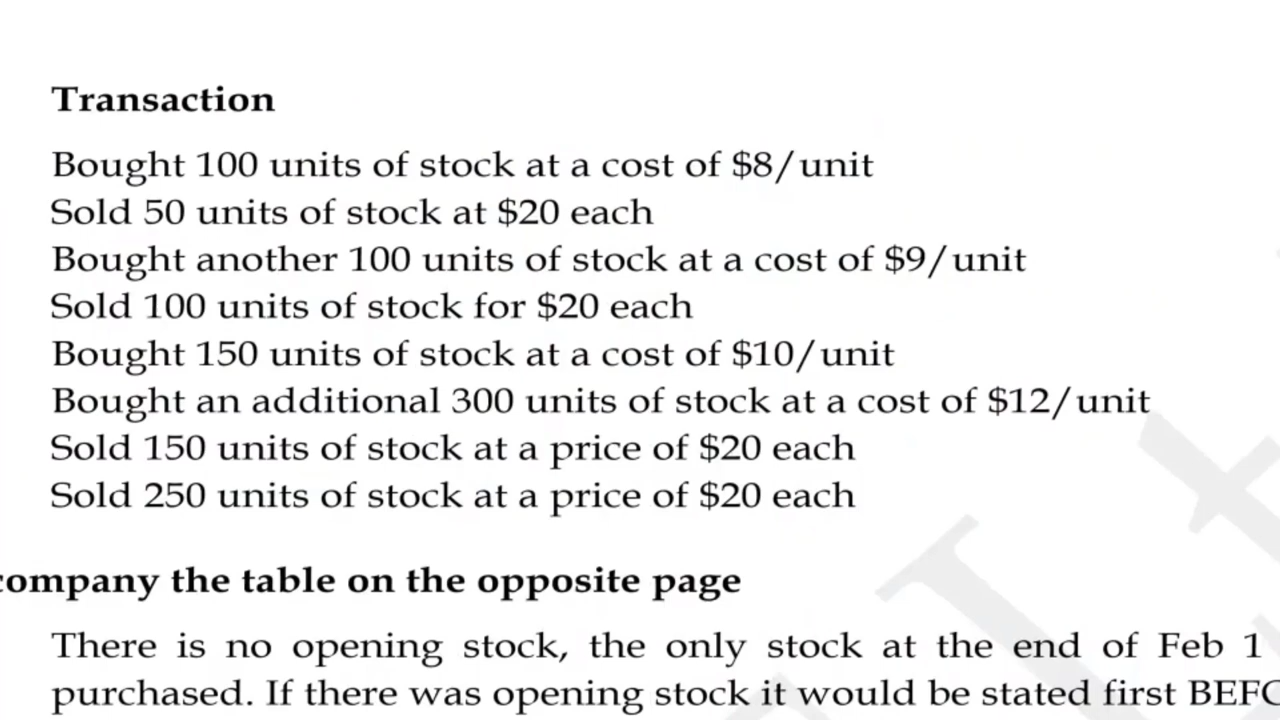 Transaction
Bought 100 units of stock at a cost of $8/unit
Sold 50 units of stock at $20 each
Bought another 100 units of stock at a cost of $9/unit
Sold 100 units of stock for $20 each
Bought 150 units of stock at a cost of $10/unit
Bought an additional 300 units of stock at a cost of $12/unit
Sold 150 units of stock at a price of $20 each
Sold 250 units of stock at a price of $20 each
company the table on the opposite page
There is no opening stock, the only stock at the end of Feb 1
purchased. If there was opening stock it would be stated first